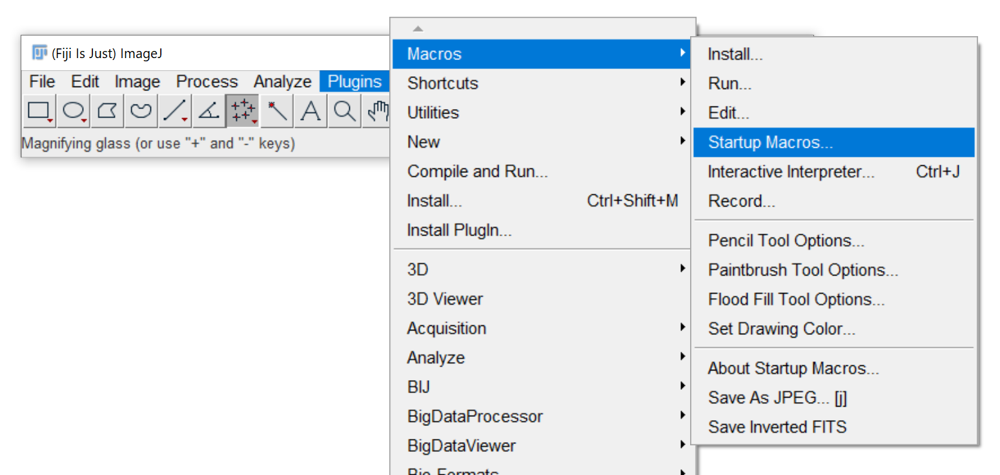 (Fiji Is Just) ImageJ
File Edit Image Process Analyze Plugins
Magnifying glass (or use "+" and "-" keys)
Macros
Shortcuts
Utilities
New
Compile and Run...
Install... Ctrl+Shift+M
Install PlugIn...
3D
3D Viewer
Acquisition
Analyze
BIJ
BigDataProcessor
BigDataViewer
Bio-Formats
Install...
Run...
Edit...
Startup Macros...
Interactive Interpreter... Ctrl+J
Record...
Pencil Tool Options...
Paintbrush Tool Options...
Flood Fill Tool Options...
Set Drawing Color...
About Startup Macros...
Save As JPEG... [j]
Save Inverted FITS